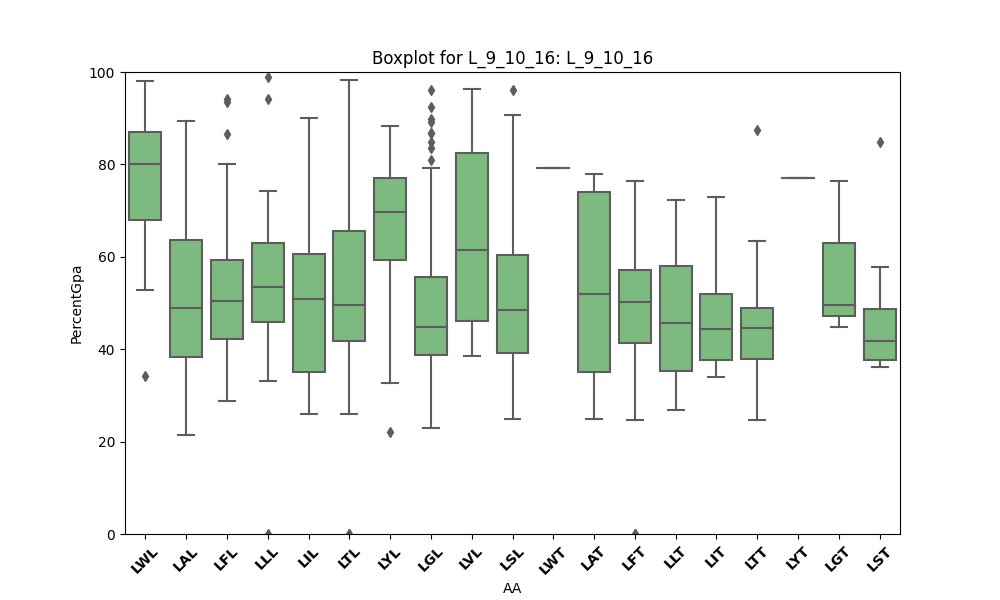 Boxplot for L_9_10_16: L_9_10_16
100
80
60
40
20
0
PercentGpa
LWL LAL LFL LLL LIL LTL LYL LGL LVL LSL LWT LAT LFT LLT LIT LTT LYT LGT LST
AA